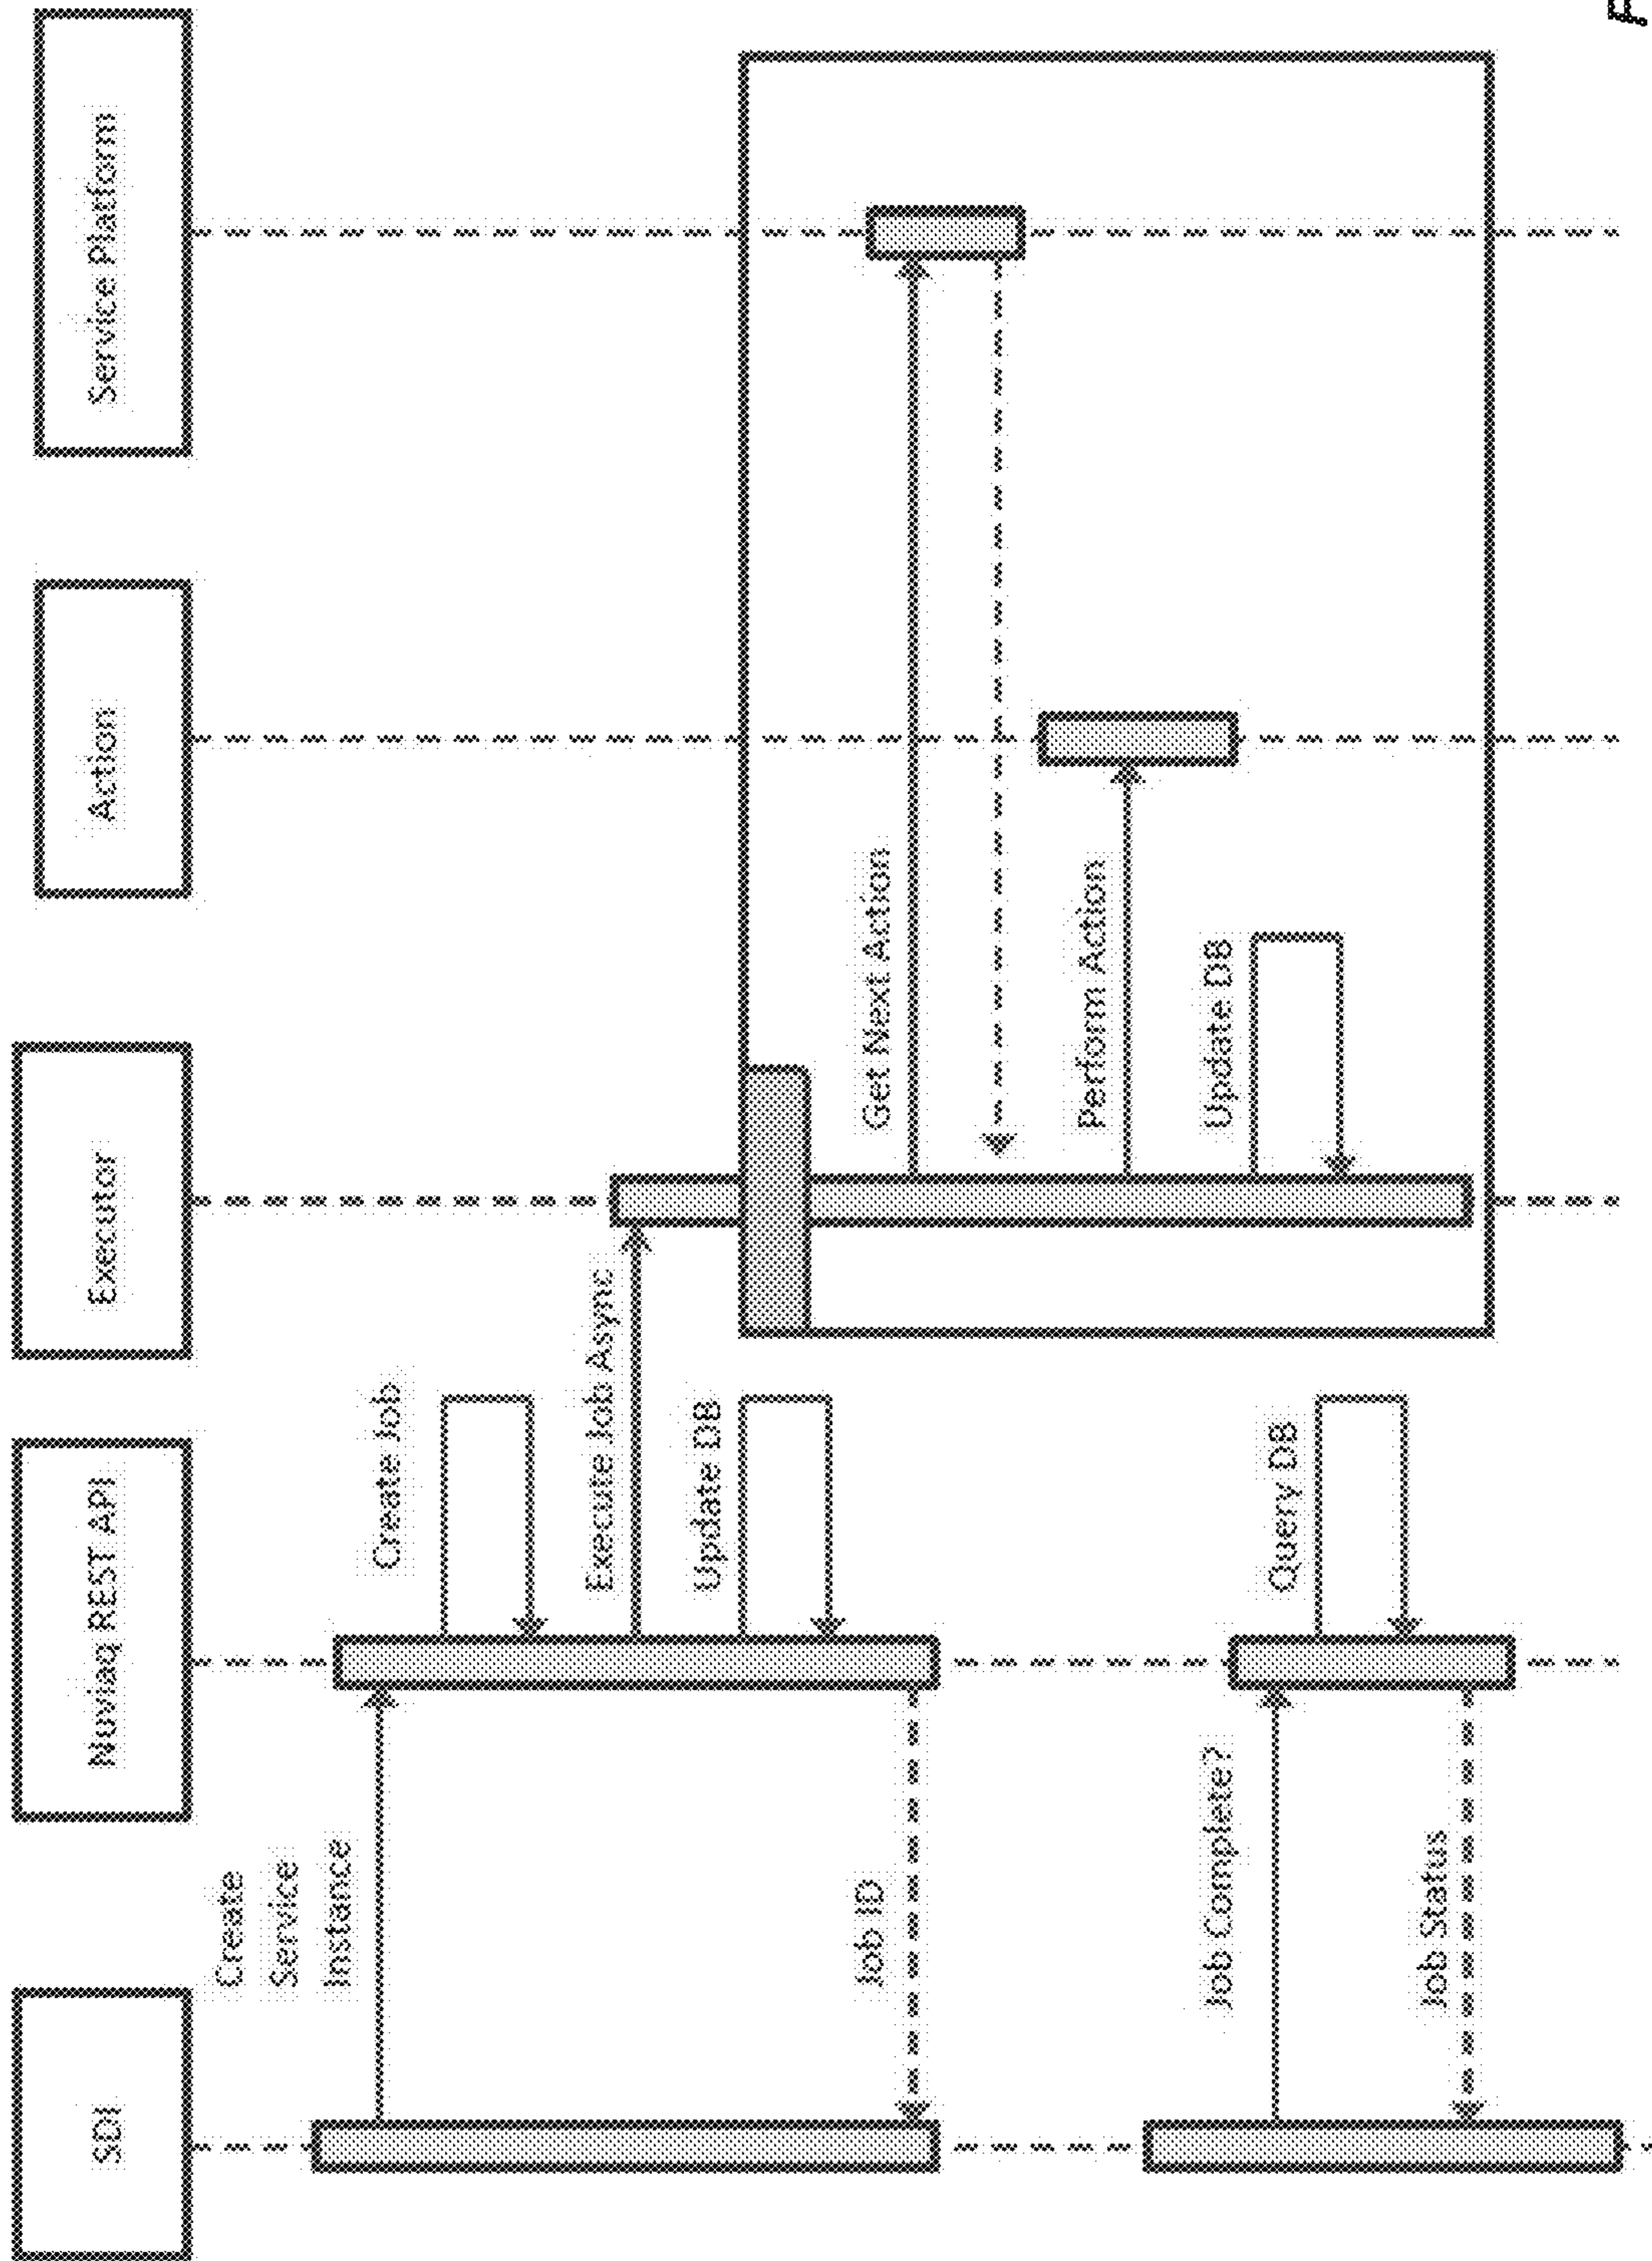 SDI
Nuviaq REST API
Executor
Action
Service Platform
Create
Service
Instance
Create Job
Execute Job Async
Update DB
Job ID
Get Next Action
Perform Action
Update DB
Job Complete?
Query DB
Job Status